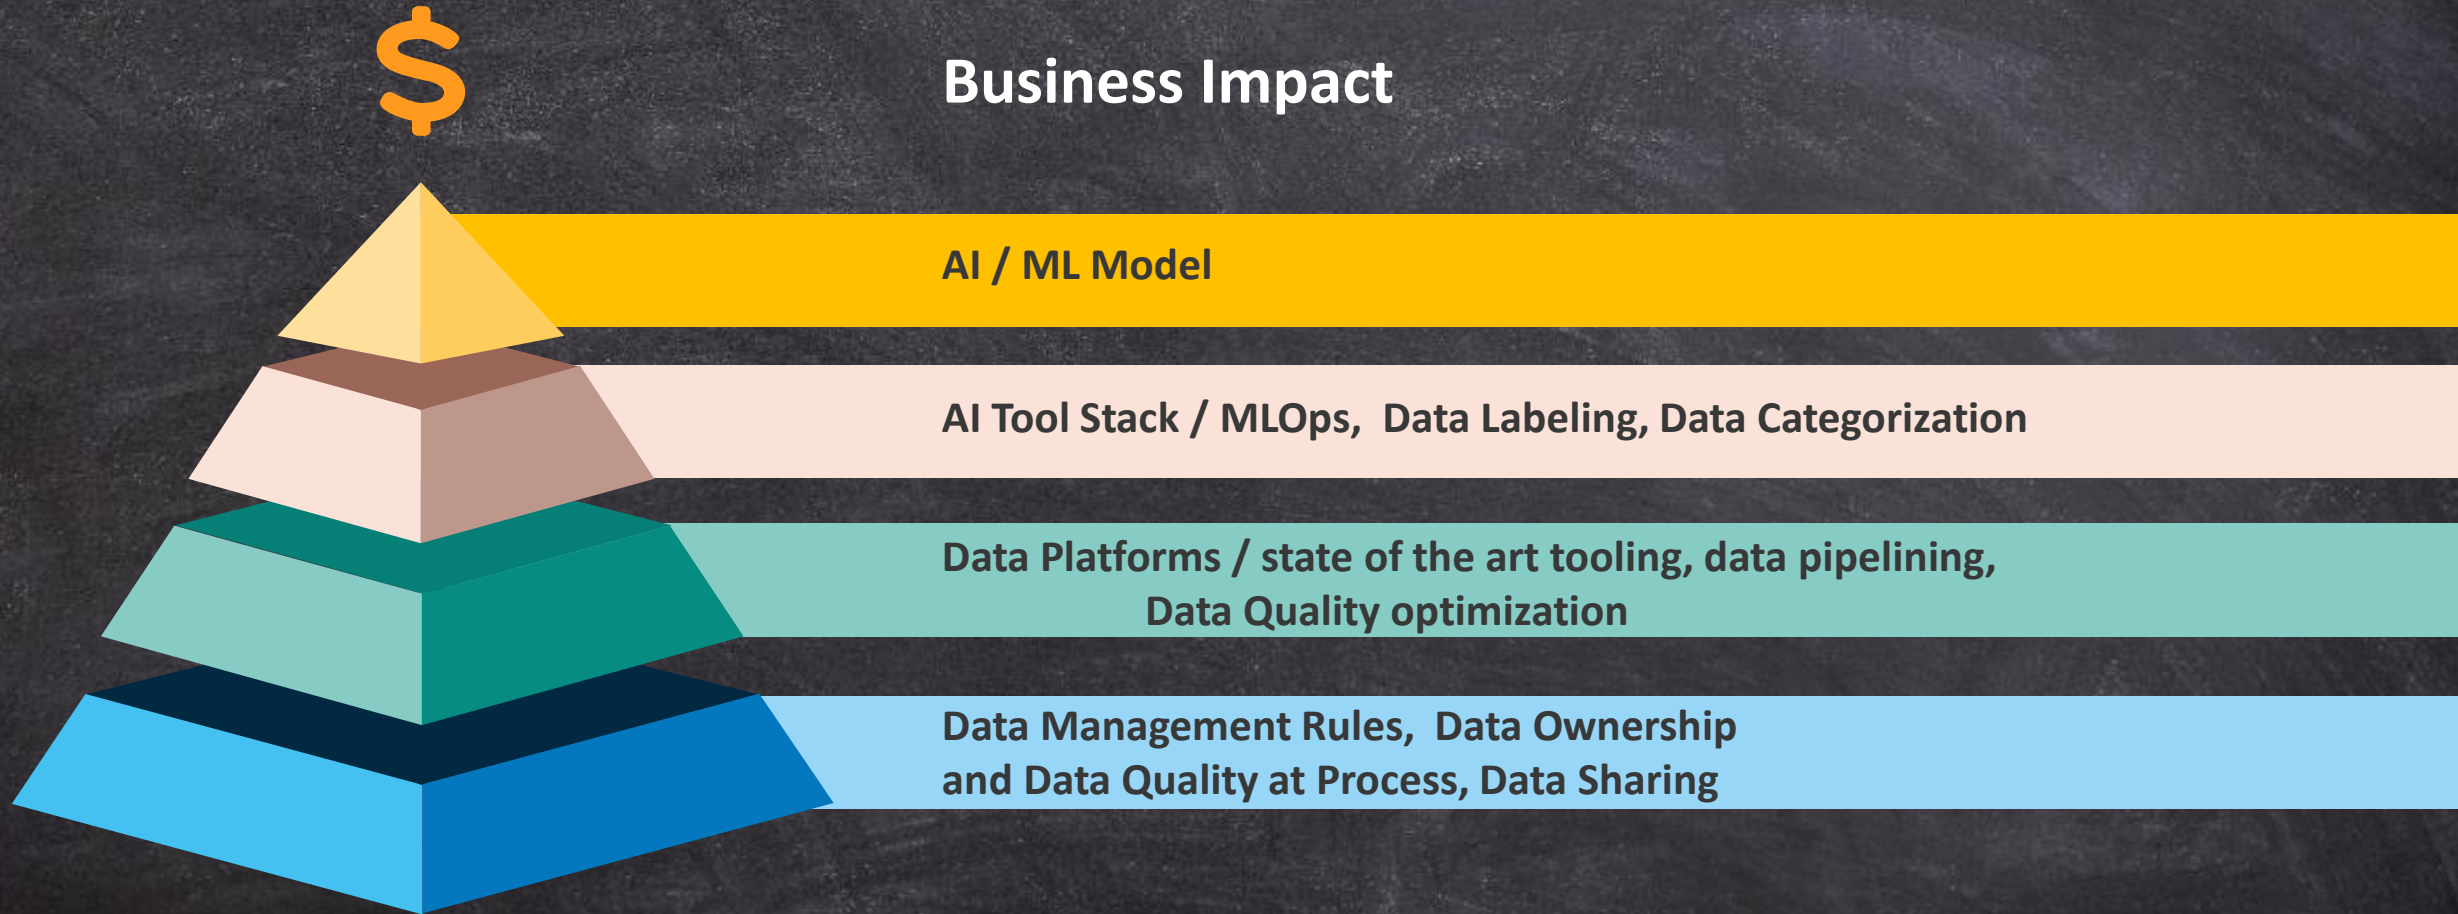 $
Business Impact
AI / ML Model
AI Tool Stack / MLOps,  Data Labeling, Data Categorization
Data Platforms / state of the art tooling, data pipelining,
Data Quality optimization
Data Management Rules,  Data Ownership
and Data Quality at Process, Data Sharing